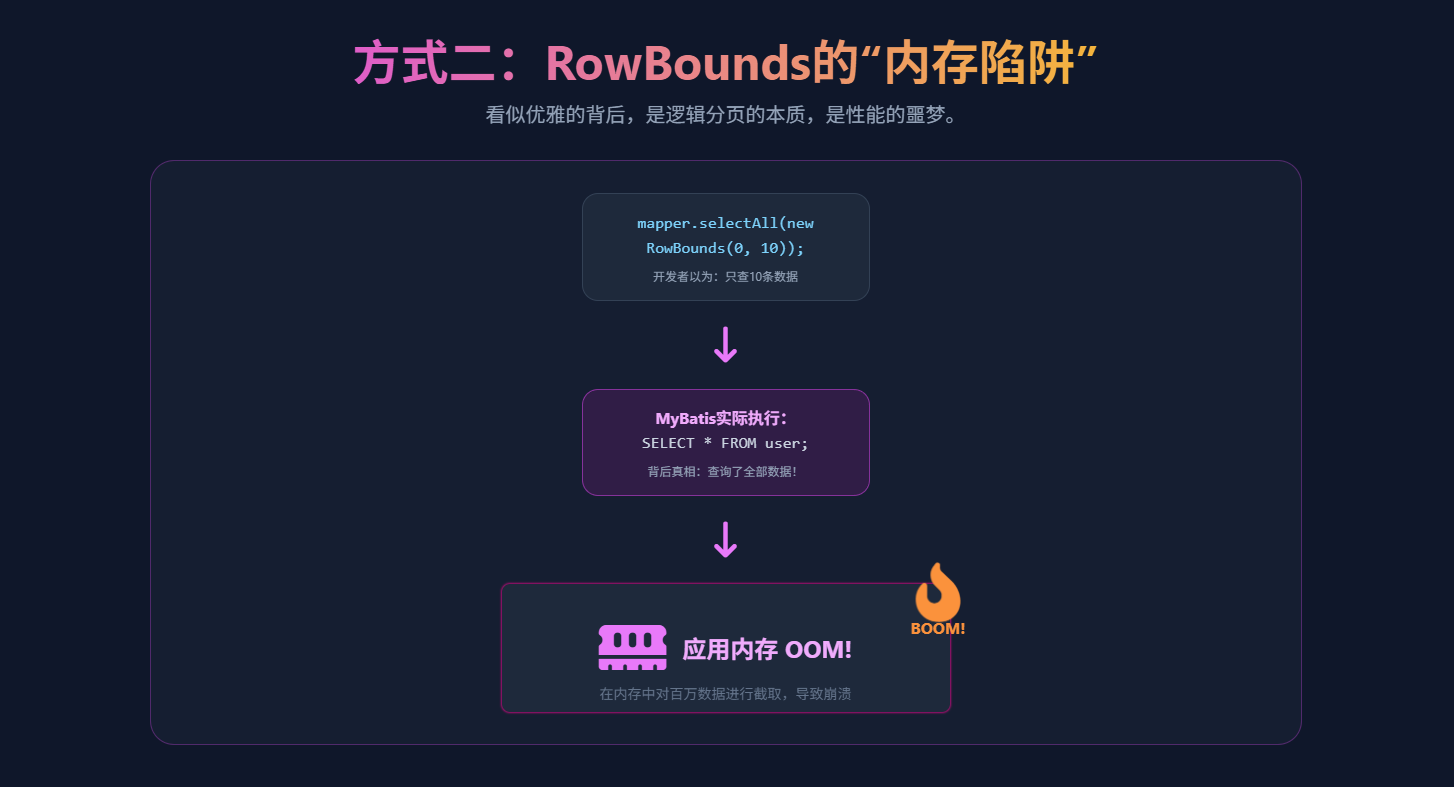 方式二：RowBounds的“内存陷阱”
看似优雅的背后，是逻辑分页的本质，是性能的噩梦。
mapper.selectAll(new
RowBounds(0, 10));
开发者以为：只查10条数据
MyBatis实际执行：
SELECT * FROM user;
背后真相：查询了全部数据！
BOOM!
应用内存 OOM!
在内存中对百万数据进行截取，导致崩溃